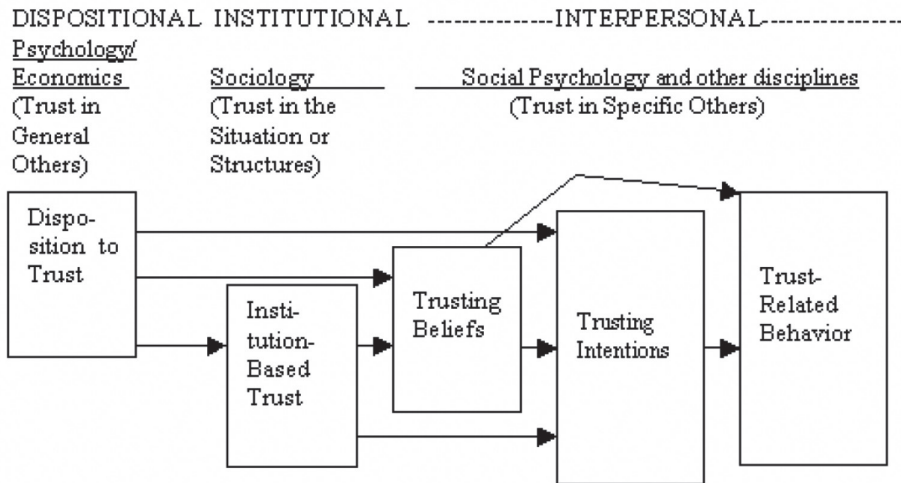 DISPOSITIONAL INSTITUTIONAL --------------INTERPERSONAL---------------
Psychology/
Economics Sociology Social Psychology and other disciplines
(Trust in (Trust in the (Trust in Specific Others)
General Situation or
Others) Structures)
Dispo-
sition to
Trust
Insti-
tution-
Based
Trust
Trusting
Beliefs
Trusting
Intentions
Trust-
Related
Behavior